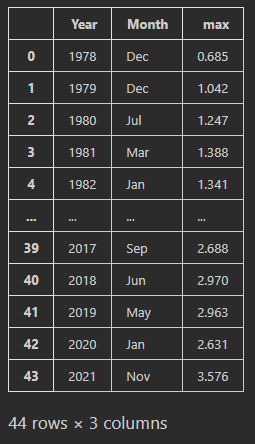 Year Month max
0 1978 Dec 0.685
1 1979 Dec 1.042
2 1980 Jul 1.247
3 1981 Mar 1.388
4 1982 Jan 1.341
... ... ... ...
39 2017 Sep 2.688
40 2018 Jun 2.970
41 2019 May 2.963
42 2020 Jan 2.631
43 2021 Nov 3.576
44 rows × 3 columns